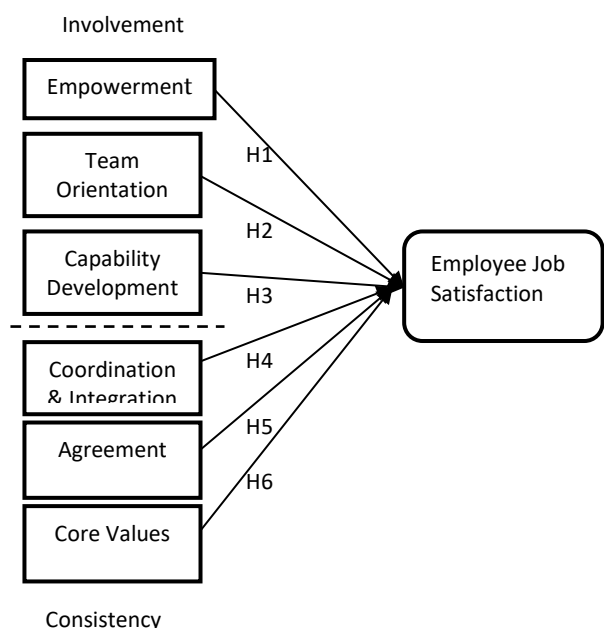 Involvement
Empowerment
H1
Team
Orientation
H2
Capability
Development
H3
Employee Job
Satisfaction
Coordination
& Integration
H4
Agreement
H5
H6
Core Values
Consistency